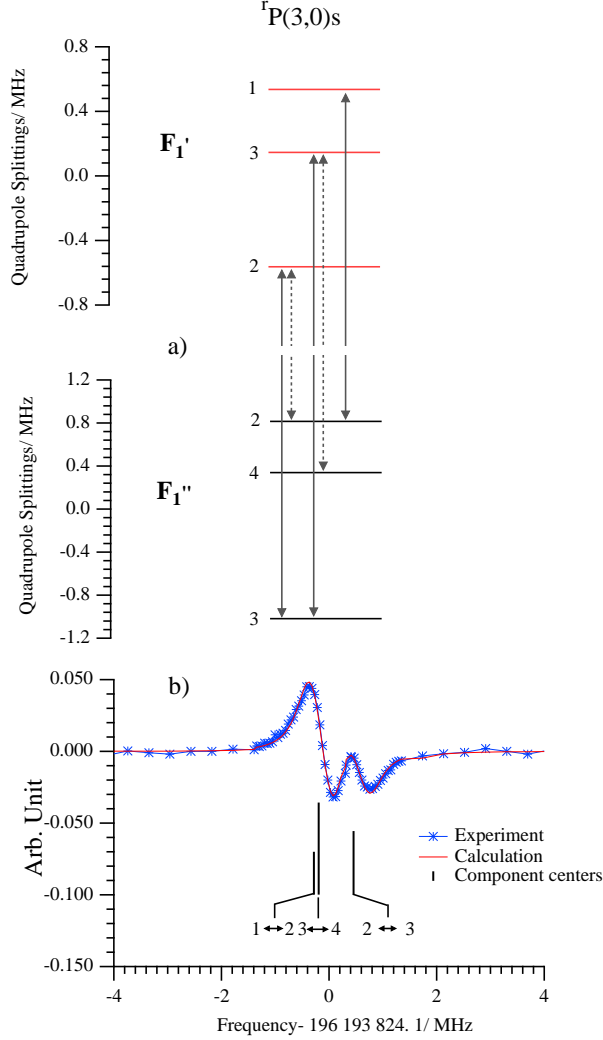 rP(3,0)s
0.8
0.4
0.0
-0.4
-0.8
Quadrupole Splittings/ MHz
F1'
1
3
2
a)
1.2
0.8
0.4
0.0
-0.4
-0.8
-1.2
Quadrupole Splittings/ MHz
F1"
2
4
3
b)
0.050
0.000
-0.050
-0.100
-0.150
Arb. Unit
Experiment
Calculation
Component centers
1 2 3 4 2 3
-4 -2 0 2 4
Frequency- 196 193 824. 1/ MHz